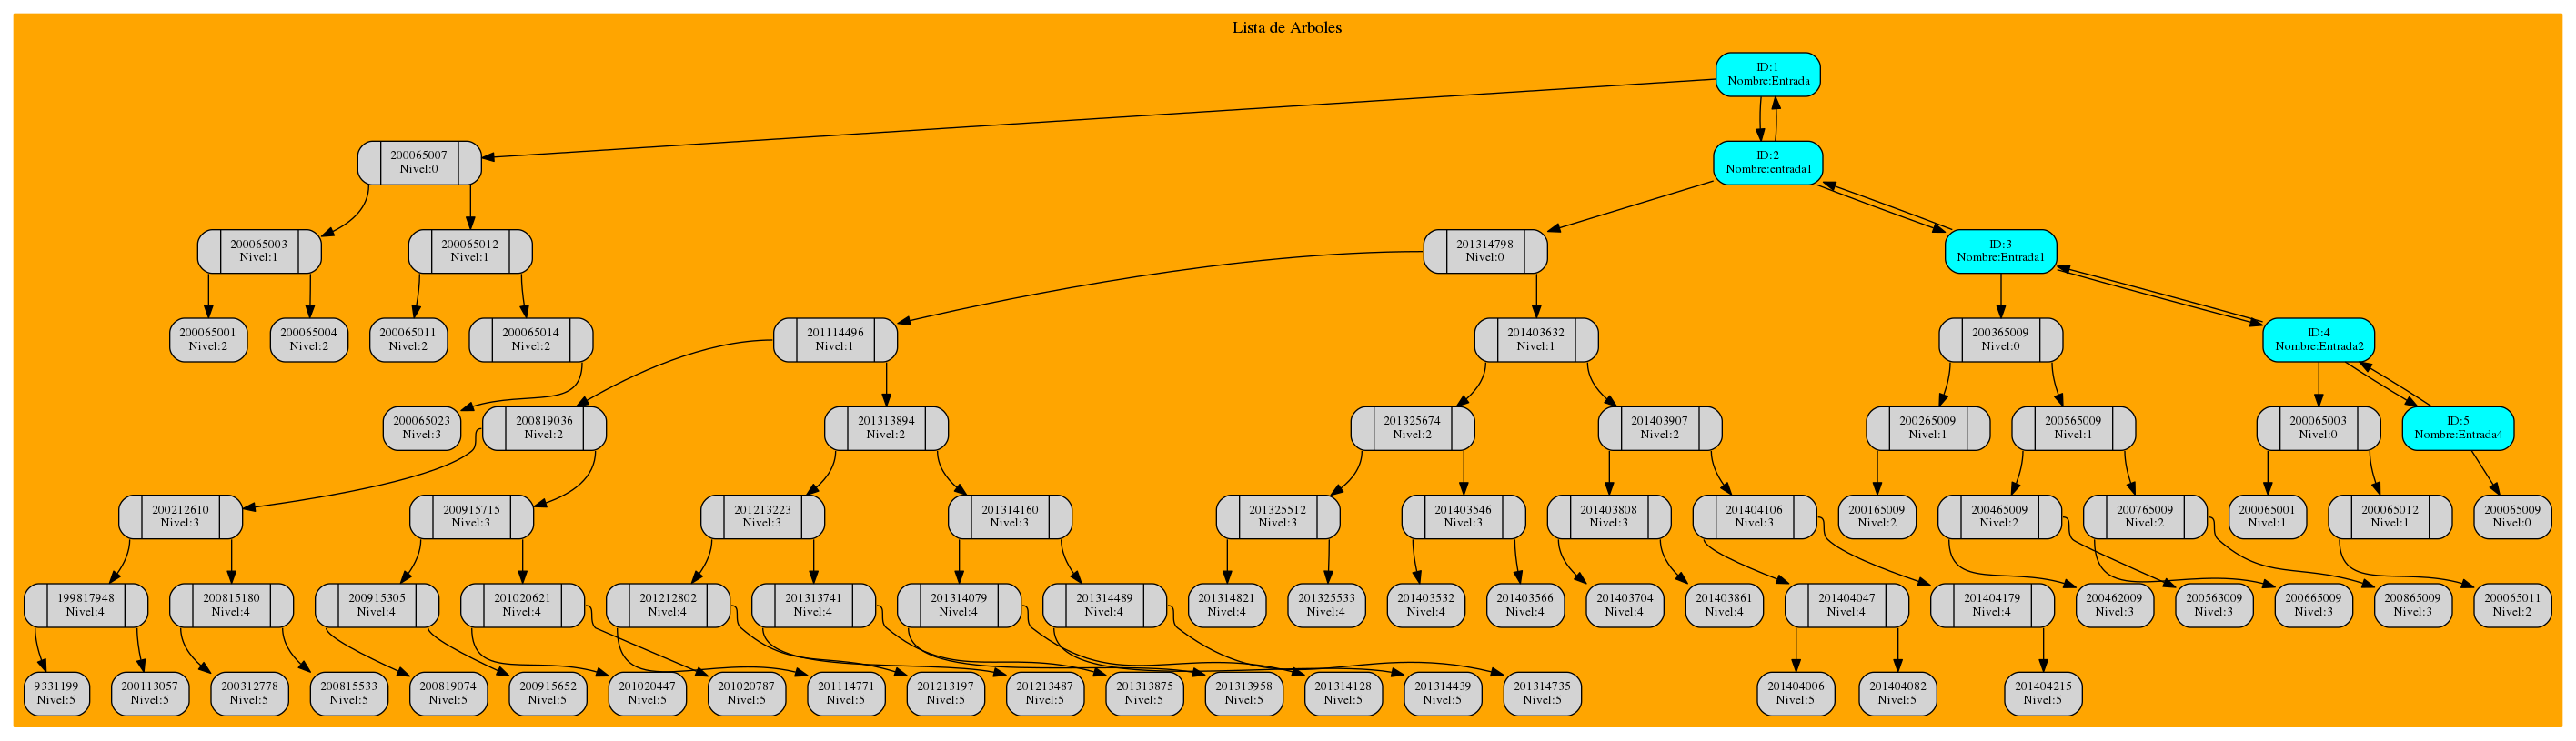 Lista de Arboles
ID:1
Nombre:Entrada
200065007
Nivel:0
ID:2
Nombre:entrada1
200065003
Nivel:1
200065012
Nivel:1
201314798
Nivel:0
ID:3
Nombre:Entrada1
200065001
Nivel:2
200065004
Nivel:2
200065011
Nivel:2
200065014
Nivel:2
201114496
Nivel:1
201403632
Nivel:1
200365009
Nivel:0
ID:4
Nombre:Entrada2
200065023
Nivel:3
200819036
Nivel:2
201313894
Nivel:2
201325674
Nivel:2
201403907
Nivel:2
200265009
Nivel:1
200565009
Nivel:1
200065003
Nivel:0
ID:5
Nombre:Entrada4
200212610
Nivel:3
200915715
Nivel:3
201213223
Nivel:3
201314160
Nivel:3
201325512
Nivel:3
201403546
Nivel:3
201403808
Nivel:3
201404106
Nivel:3
200165009
Nivel:2
200465009
Nivel:2
200765009
Nivel:2
200065001
Nivel:1
200065012
Nivel:1
200065009
Nivel:0
199817948
Nivel:4
200815180
Nivel:4
200915305
Nivel:4
201020621
Nivel:4
201212802
Nivel:4
201313741
Nivel:4
201314079
Nivel:4
201314489
Nivel:4
201314821
Nivel:4
201325533
Nivel:4
201403532
Nivel:4
201403566
Nivel:4
201403704
Nivel:4
201403861
Nivel:4
201404047
Nivel:4
201404179
Nivel:4
200462009
Nivel:3
200563009
Nivel:3
200665009
Nivel:3
200865009
Nivel:3
200065011
Nivel:2
9331199
Nivel:5
200113057
Nivel:5
200312778
Nivel:5
200815533
Nivel:5
200819074
Nivel:5
200915652
Nivel:5
201020447
Nivel:5
201020787
Nivel:5
201114771
Nivel:5
201213197
Nivel:5
201213487
Nivel:5
201313875
Nivel:5
201313958
Nivel:5
201314128
Nivel:5
201314439
Nivel:5
201314735
Nivel:5
201404006
Nivel:5
201404082
Nivel:5
201404215
Nivel:5